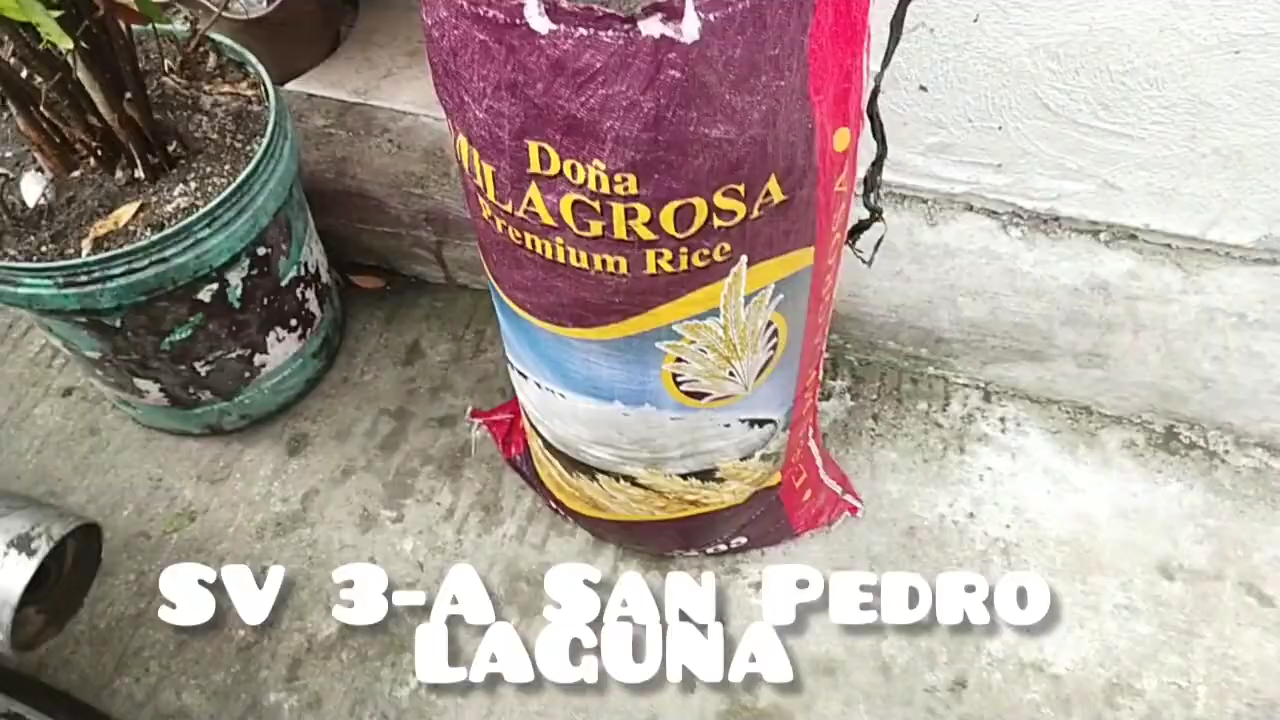 Doña
MILAGROSA
Premium Rice
SV 3-A San Pedro
Laguna